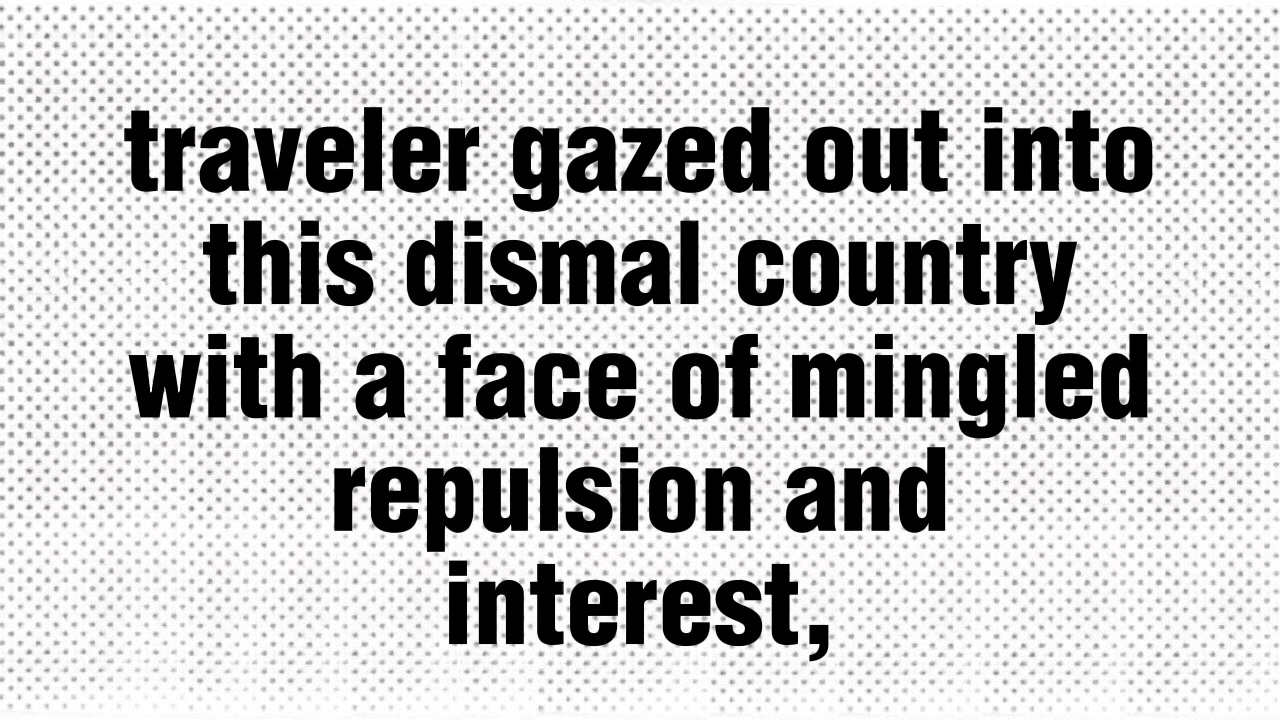 traveler gazed out into
this dismal country
with a face of mingled
repulsion and
interest,